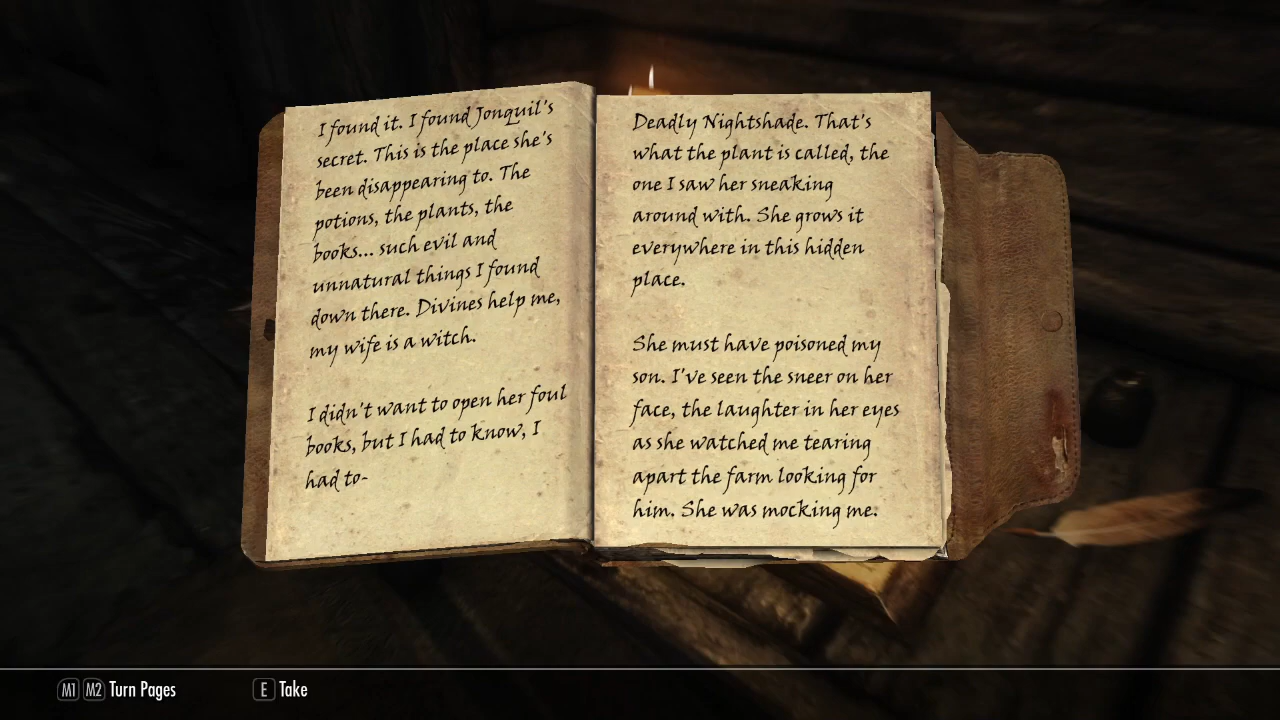 I found it. I found Jonquil's
secret. This is the place she's
been disappearing to. The
potions, the plants, the
books... such evil and
unnatural things I found
down there. Divines help me,
my wife is a witch.
I didn't want to open her foul
books, but I had to know, I
had to-
Deadly Nightshade. That's
what the plant is called, the
one I saw her sneaking
around with. She grows it
everywhere in this hidden
place.
She must have poisoned my
son. I've seen the sneer on her
face, the laughter in her eyes
as she watched me tearing
apart the farm looking for
him. She was mocking me.
M1 M2 Turn Pages
E Take